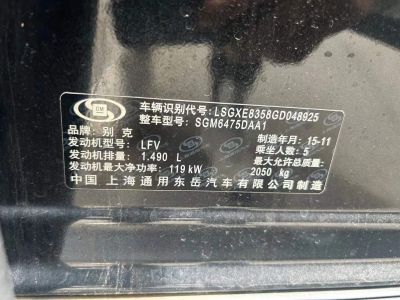 车辆识别代号: LSGXE8358GD048925
整车型号: SGM6475DAA1
品牌: 别克
制造年月: 15-11
发动机型号: LFV
乘坐人数: 5
发动机排量: 1.490 L
最大允许总质量:
发动机最大净功率: 119 kW
2050 kg
中国 上海通用东岳汽车有限公司制造